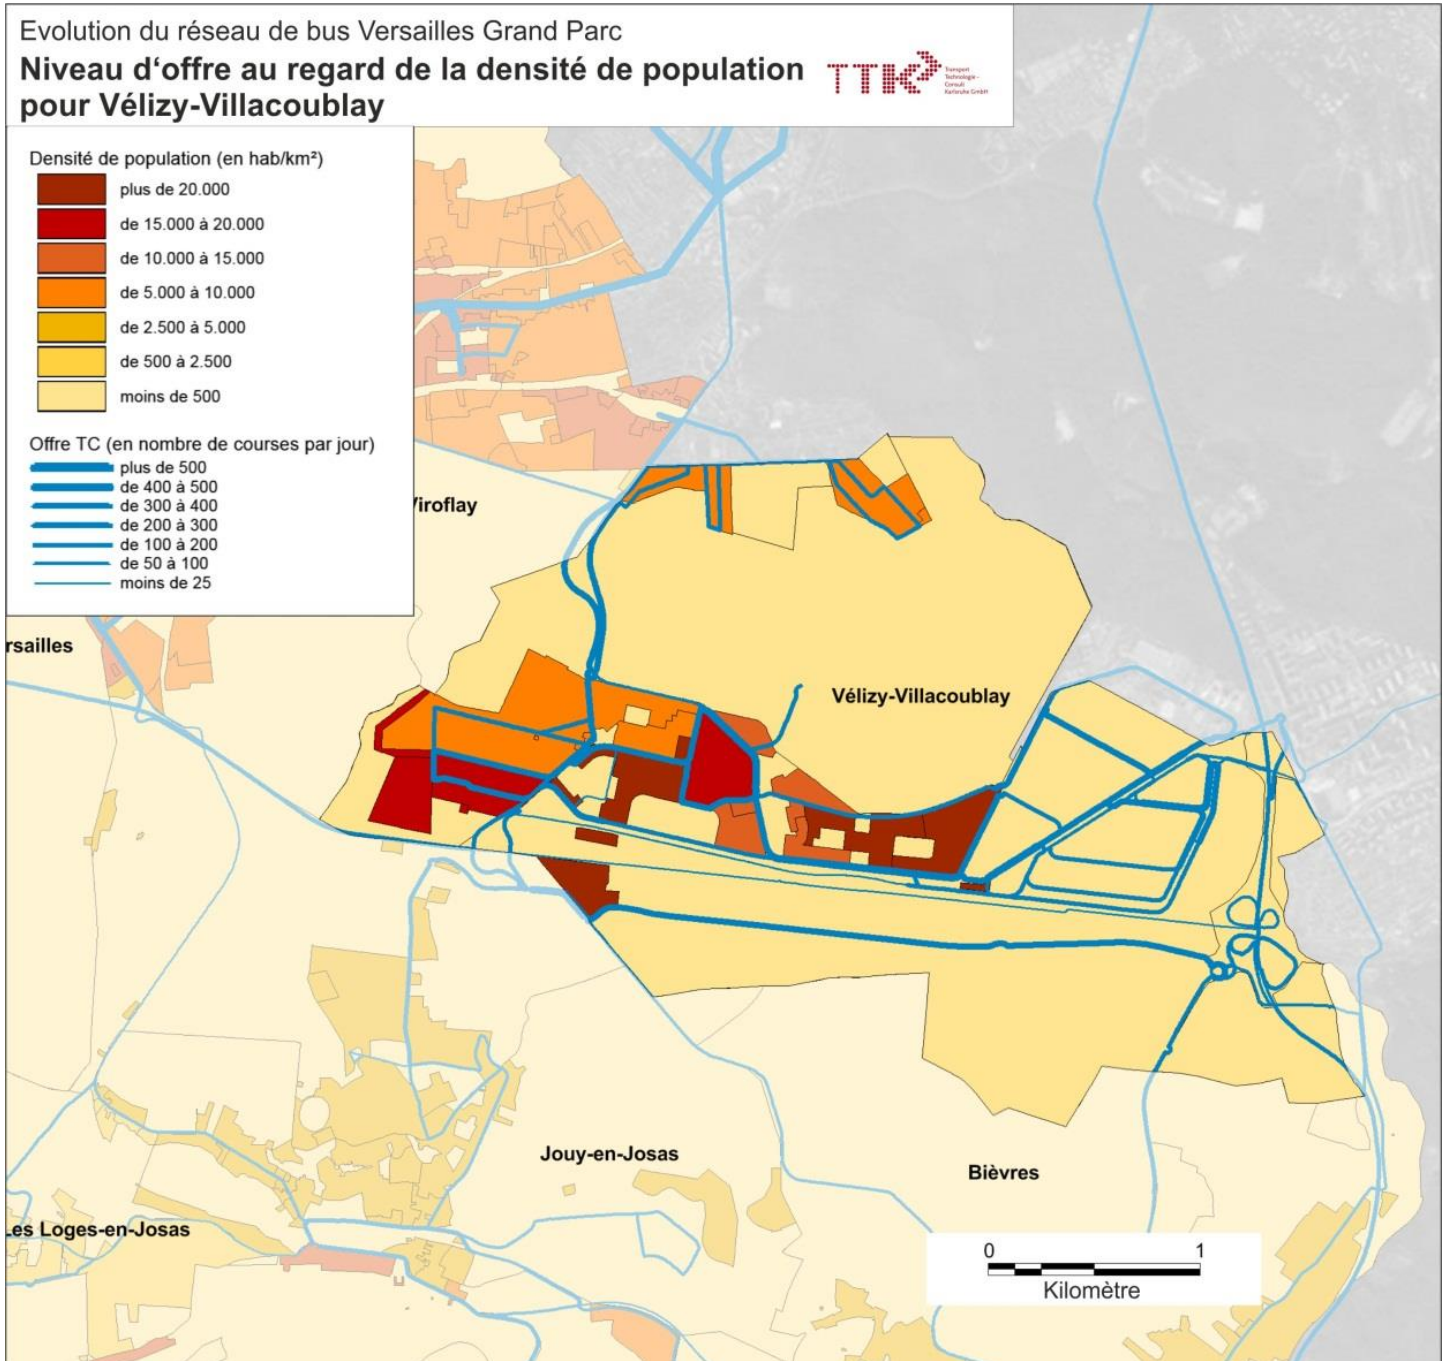 Evolution du réseau de bus Versailles Grand Parc
Niveau d‘offre au regard de la densité de population
pour Vélizy-Villacoublay
TTK
Transport
Technologie -
Consult
Karlsruhe GmbH
Densité de population (en hab/km²)
plus de 20.000
de 15.000 à 20.000
de 10.000 à 15.000
de 5.000 à 10.000
de 2.500 à 5.000
de 500 à 2.500
moins de 500
Offre TC (en nombre de courses par jour)
plus de 500
de 400 à 500
de 300 à 400
de 200 à 300
de 100 à 200
de 50 à 100
moins de 25
Viroflay
rsailles
Vélizy-Villacoublay
Jouy-en-Josas
Bièvres
Les Loges-en-Josas
0 1
Kilomètre